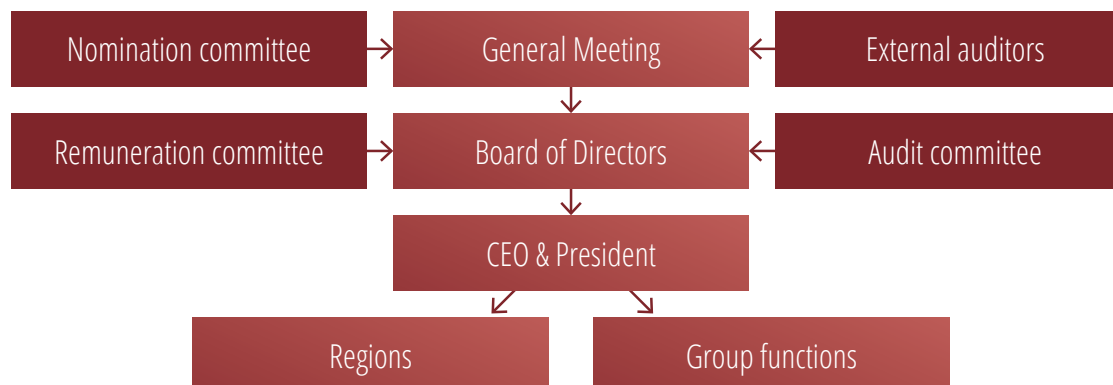 Nomination committee
General Meeting
External auditors
Remuneration committee
Board of Directors
Audit committee
CEO & President
Regions
Group functions